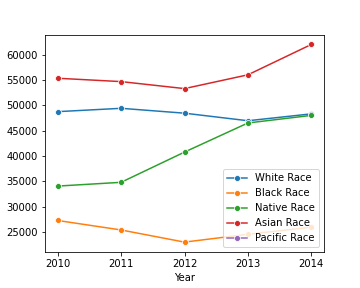 60000
55000
50000
45000
40000
35000
30000
25000
White Race
Black Race
Native Race
Asian Race
Pacific Race
2010 2011 2012 2013 2014
Year